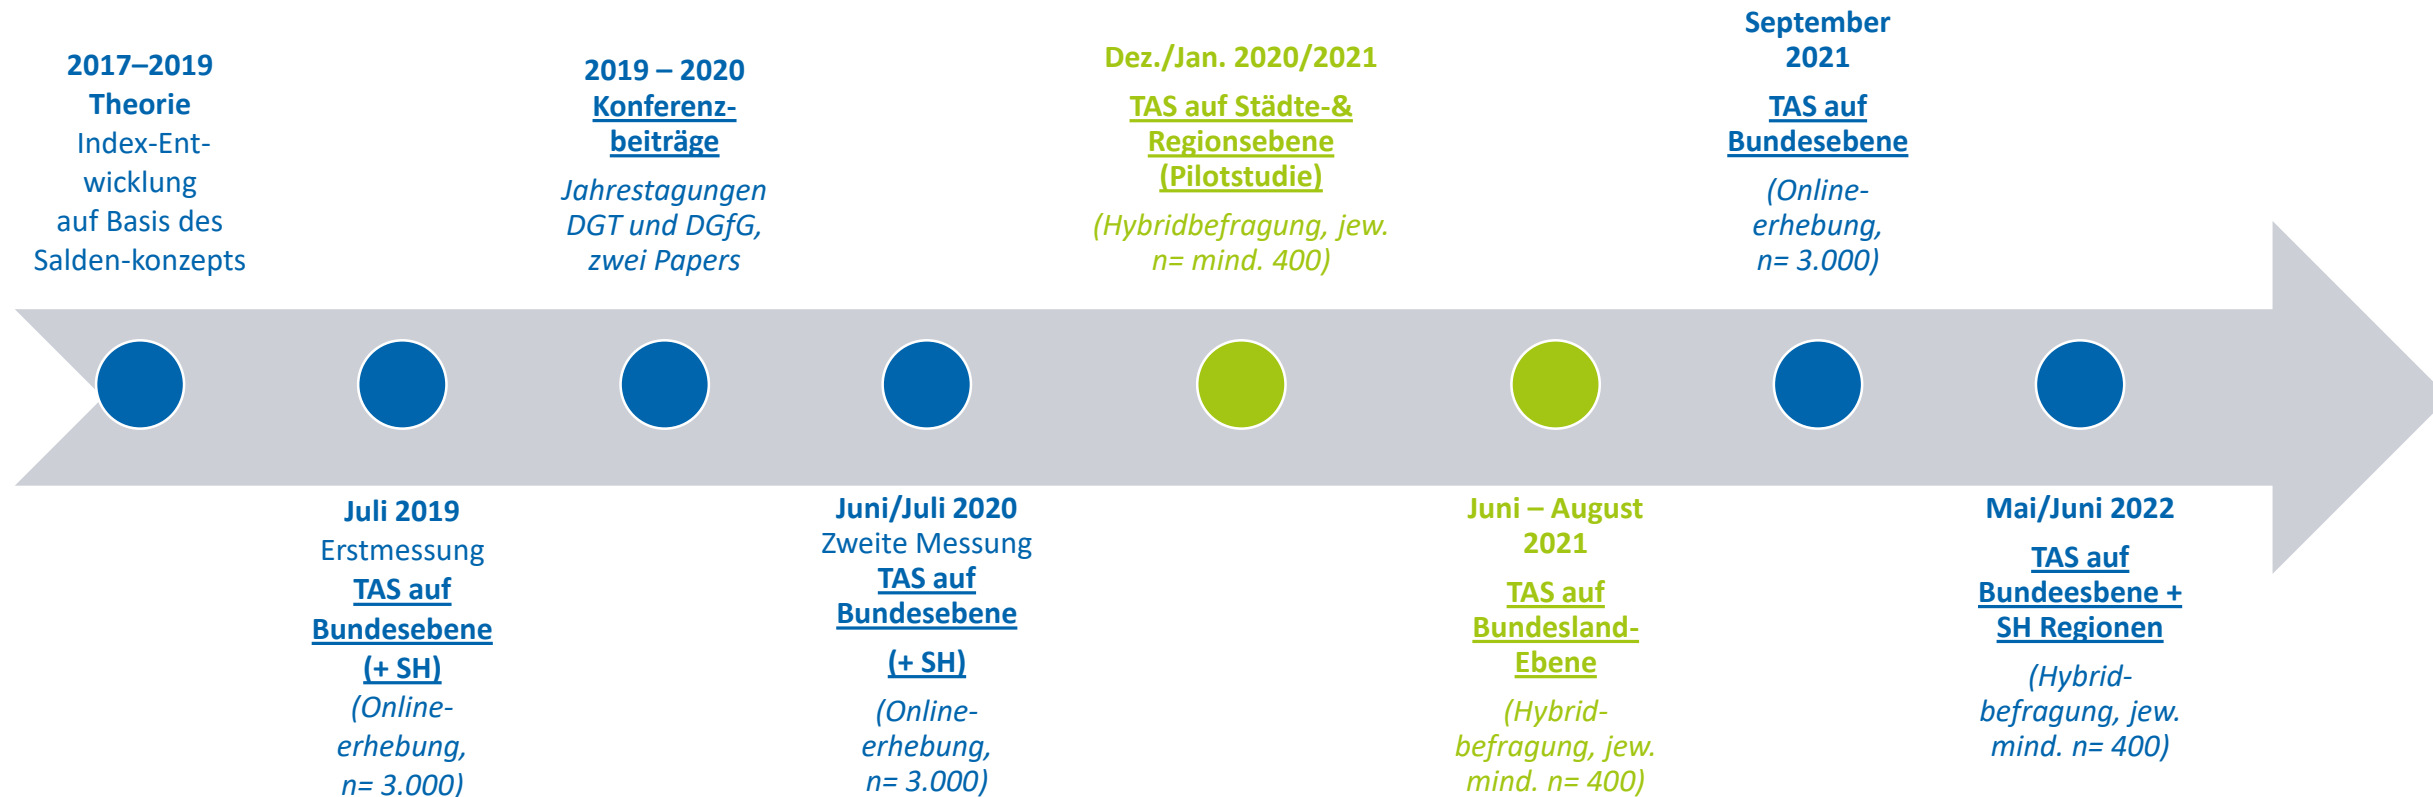 2017–2019
Theorie
Index-Ent-
wicklung
auf Basis des
Salden-konzepts
Juli 2019
Erstmessung
TAS auf
Bundesebene
(+ SH)
(Online-
erhebung,
n= 3.000)
2019 – 2020
Konferenz-
beiträge
Jahrestagungen
DGT und DGfG,
zwei Papers
Juni/Juli 2020
Zweite Messung
TAS auf
Bundesebene
(+ SH)
(Online-
erhebung,
n= 3.000)
Dez./Jan. 2020/2021
TAS auf Städte-&
Regionsebene
(Pilotstudie)
(Hybridbefragung, jew.
n= mind. 400)
Juni – August
2021
TAS auf
Bundesland-
Ebene
(Hybrid-
befragung, jew.
mind. n= 400)
September
2021
TAS auf
Bundesebene
(Online-
erhebung,
n= 3.000)
Mai/Juni 2022
TAS auf
Bundeesbene +
SH Regionen
(Hybrid-
befragung, jew.
mind. n= 400)